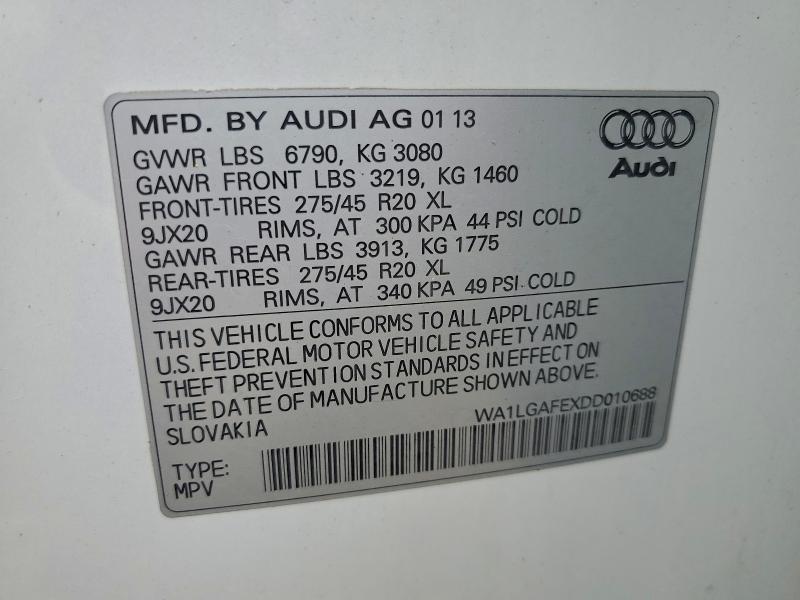 MFD. BY AUDI AG 01 13
Audi
GVWR LBS 6790, KG 3080
GAWR FRONT LBS 3219, KG 1460
FRONT-TIRES 275/45 R20 XL
9JX20 RIMS, AT 300 KPA 44 PSI COLD
GAWR REAR LBS 3913, KG 1775
REAR-TIRES 275/45 R20 XL
9JX20 RIMS, AT 340 KPA 49 PSI COLD
THIS VEHICLE CONFORMS TO ALL APPLICABLE
U.S. FEDERAL MOTOR VEHICLE SAFETY AND
THEFT PREVENTION STANDARDS IN EFFECT ON
THE DATE OF MANUFACTURE SHOWN ABOVE.
SLOVAKIA
WA1LGAFEXDD010688
TYPE:
MPV